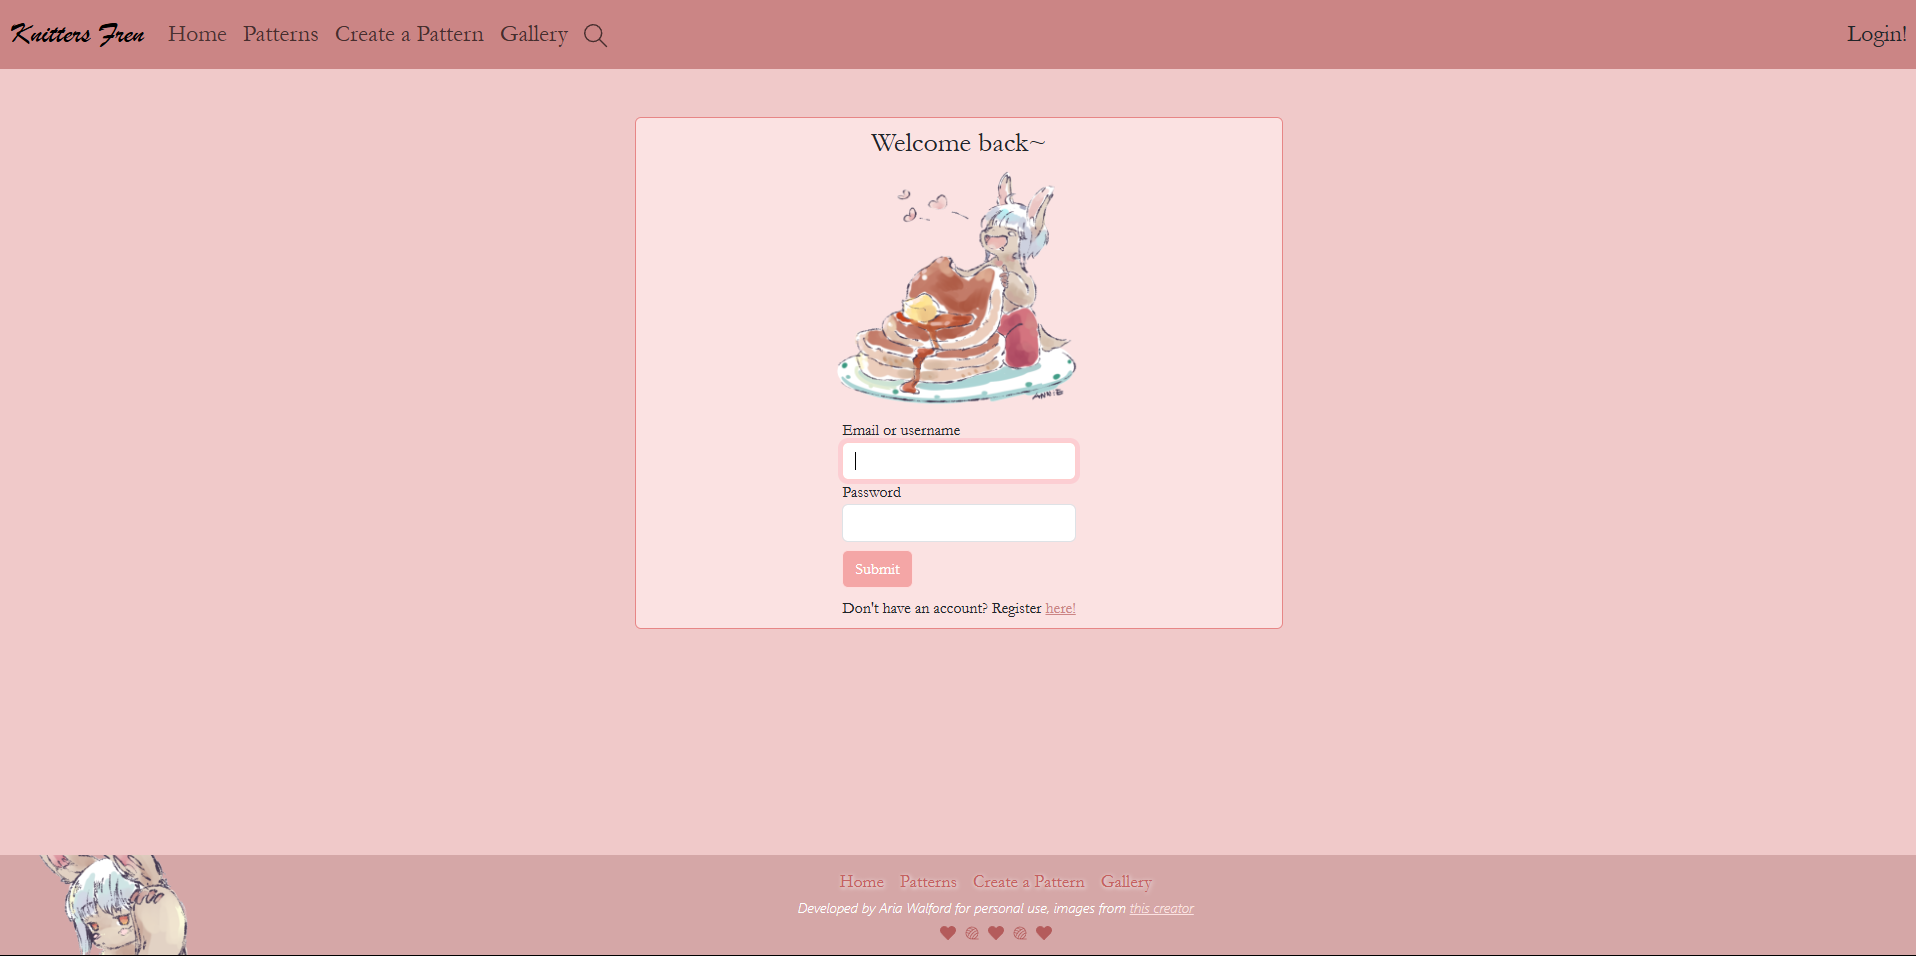 Knitters Fren Home Patterns Create a Pattern Gallery Login!
Welcome back~
ANNIE
Email or username
Password
Submit
Don't have an account? Register here!
Home Patterns Create a Pattern Gallery
Developed by Aria Walford for personal use, images from this creator